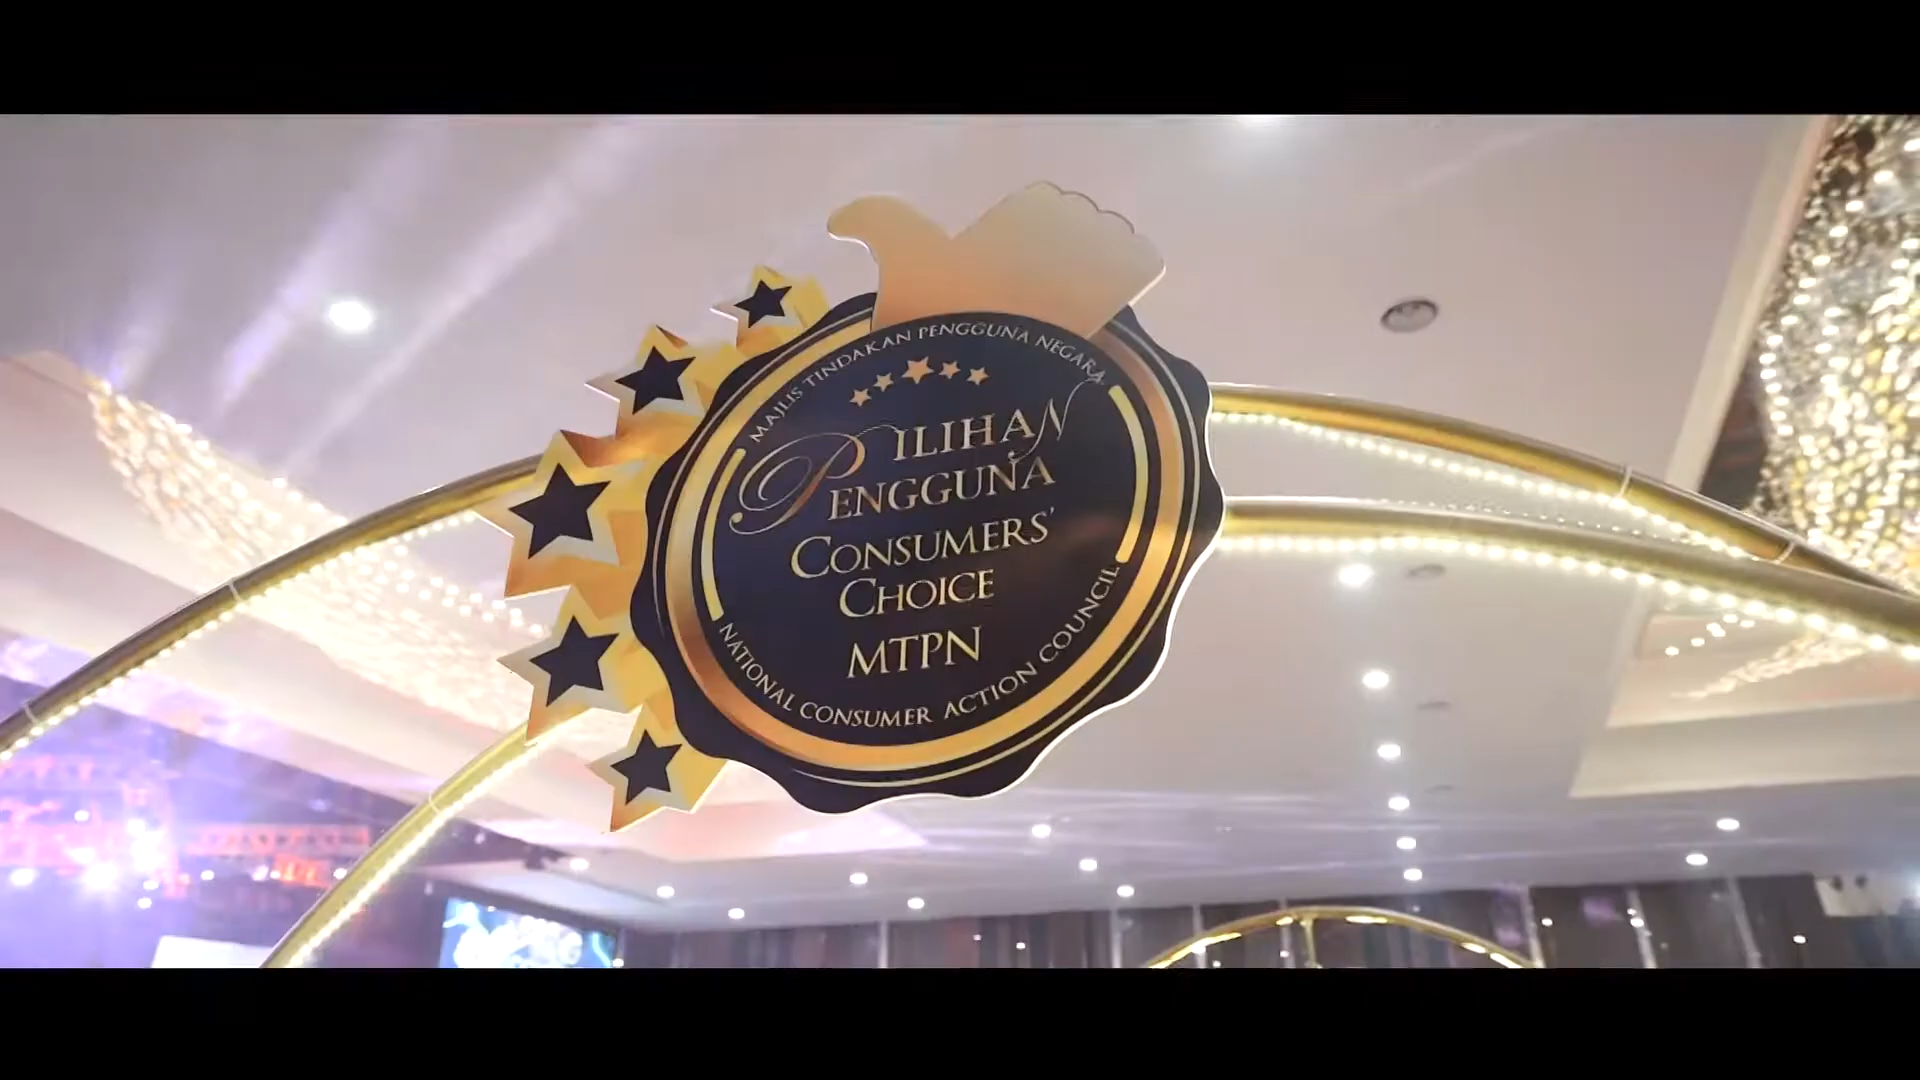 MAJLIS TINDAKAN PENGGUNA NEGARA
PILIHAN
PENGGUNA
CONSUMERS'
CHOICE
MTPN
NATIONAL CONSUMER ACTION COUNCIL